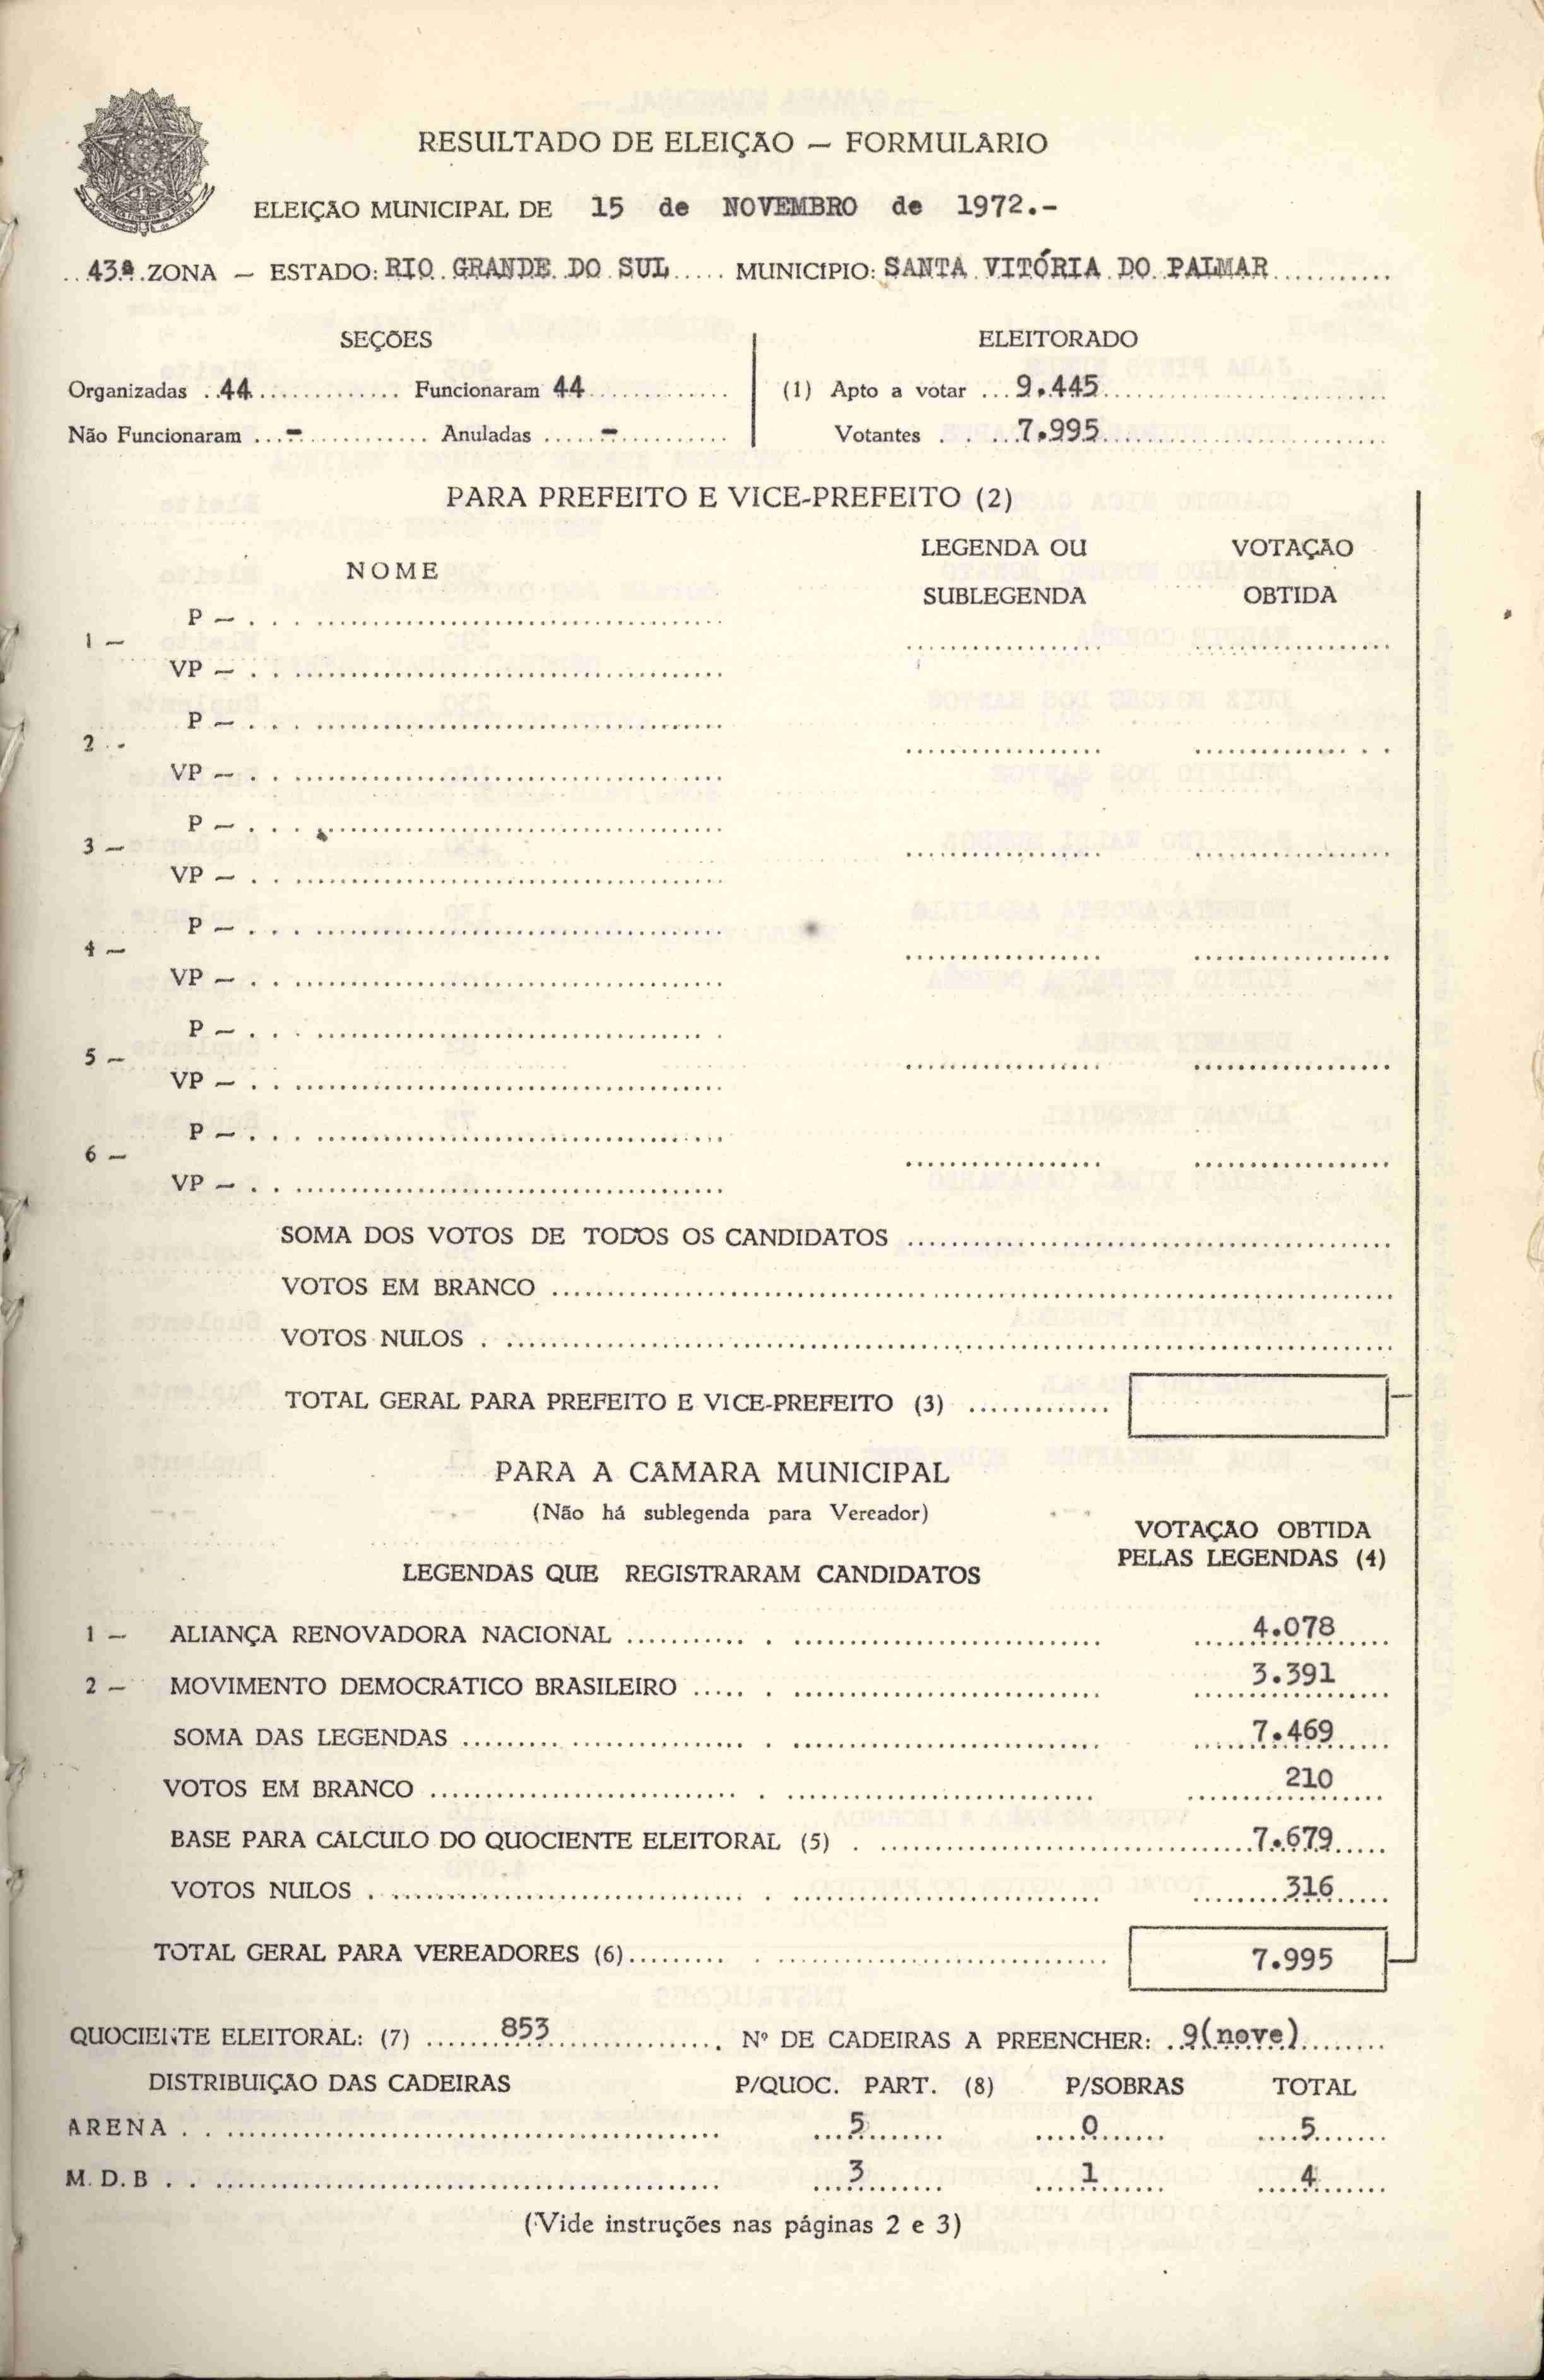 RESULTADO DE ELEIÇÃO — FORMULÁRIO
ELEIÇÃO MUNICIPAL DE 15 de NOVEMBRO de 1972.-
43ª ZONA — ESTADO: RIO GRANDE DO SUL MUNICÍPIO: SANTA VITÓRIA DO PALMAR
SEÇÕES ELEITORADO
Organizadas 44 Funcionaram 44 (1) Apto a votar 9.445
Não Funcionaram - Anuladas - Votantes 7.995
PARA PREFEITO E VICE-PREFEITO (2)
NOME LEGENDA OU SUBLEGENDA VOTAÇÃO OBTIDA
1 — P —
VP —
2 - P —
VP —
3 — P —
VP —
4 — P —
VP —
5 — P —
VP —
6 — P —
VP —
SOMA DOS VOTOS DE TODOS OS CANDIDATOS
VOTOS EM BRANCO
VOTOS NULOS
TOTAL GERAL PARA PREFEITO E VICE-PREFEITO (3)
PARA A CÂMARA MUNICIPAL
(Não há sublegenda para Vereador)
LEGENDAS QUE REGISTRARAM CANDIDATOS VOTAÇÃO OBTIDA PELAS LEGENDAS (4)
1 — ALIANÇA RENOVADORA NACIONAL 4.078
2 — MOVIMENTO DEMOCRÁTICO BRASILEIRO 3.391
SOMA DAS LEGENDAS 7.469
VOTOS EM BRANCO 210
BASE PARA CÁLCULO DO QUOCIENTE ELEITORAL (5) 7.679
VOTOS NULOS 316
TOTAL GERAL PARA VEREADORES (6) 7.995
QUOCIENTE ELEITORAL: (7) 853 Nº DE CADEIRAS A PREENCHER: 9(nove)
DISTRIBUIÇÃO DAS CADEIRAS P/QUOC. PART. (8) P/SOBRAS TOTAL
ARENA 5 0 5
M.D.B 3 1 4
(Vide instruções nas páginas 2 e 3)